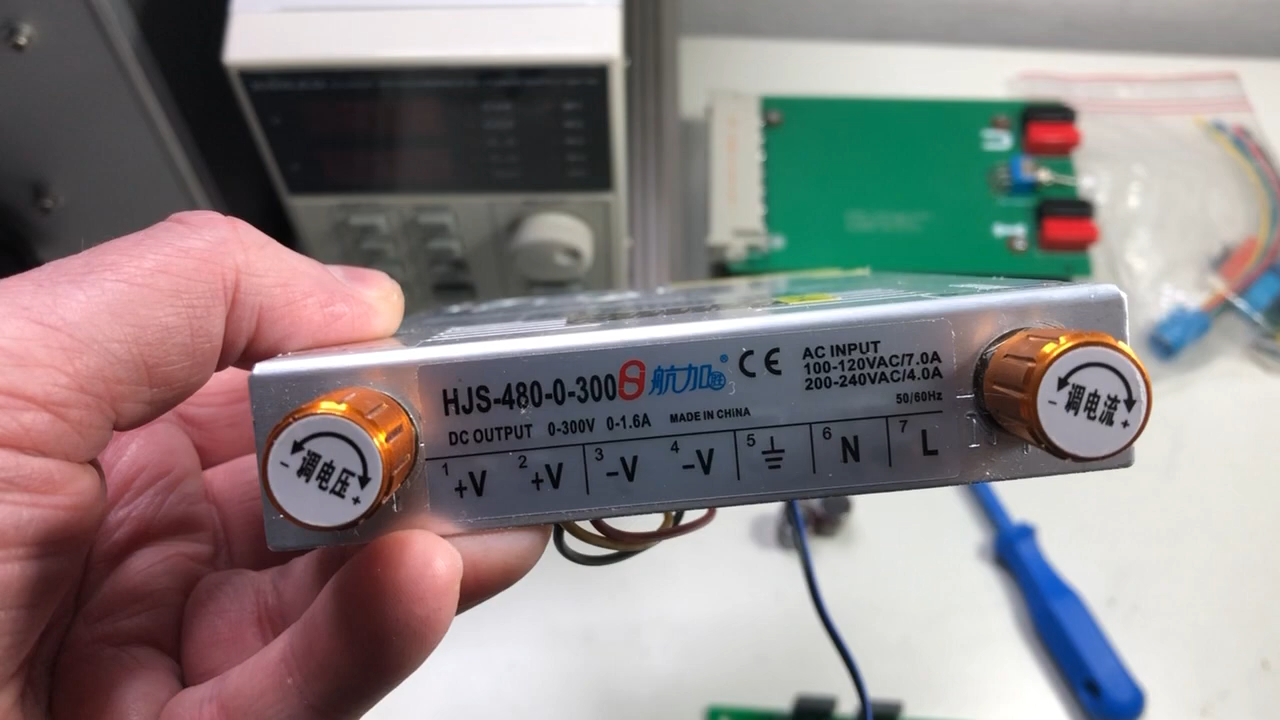 HJS-480-0-300 航加 ® CE
AC INPUT
100-120VAC/7.0A
200-240VAC/4.0A
50/60Hz
DC OUTPUT 0-300V 0-1.6A MADE IN CHINA
1 +V 2 +V 3 -V 4 -V 5 6 N 7 L
- 调电压 +
- 调电流 +
U
I